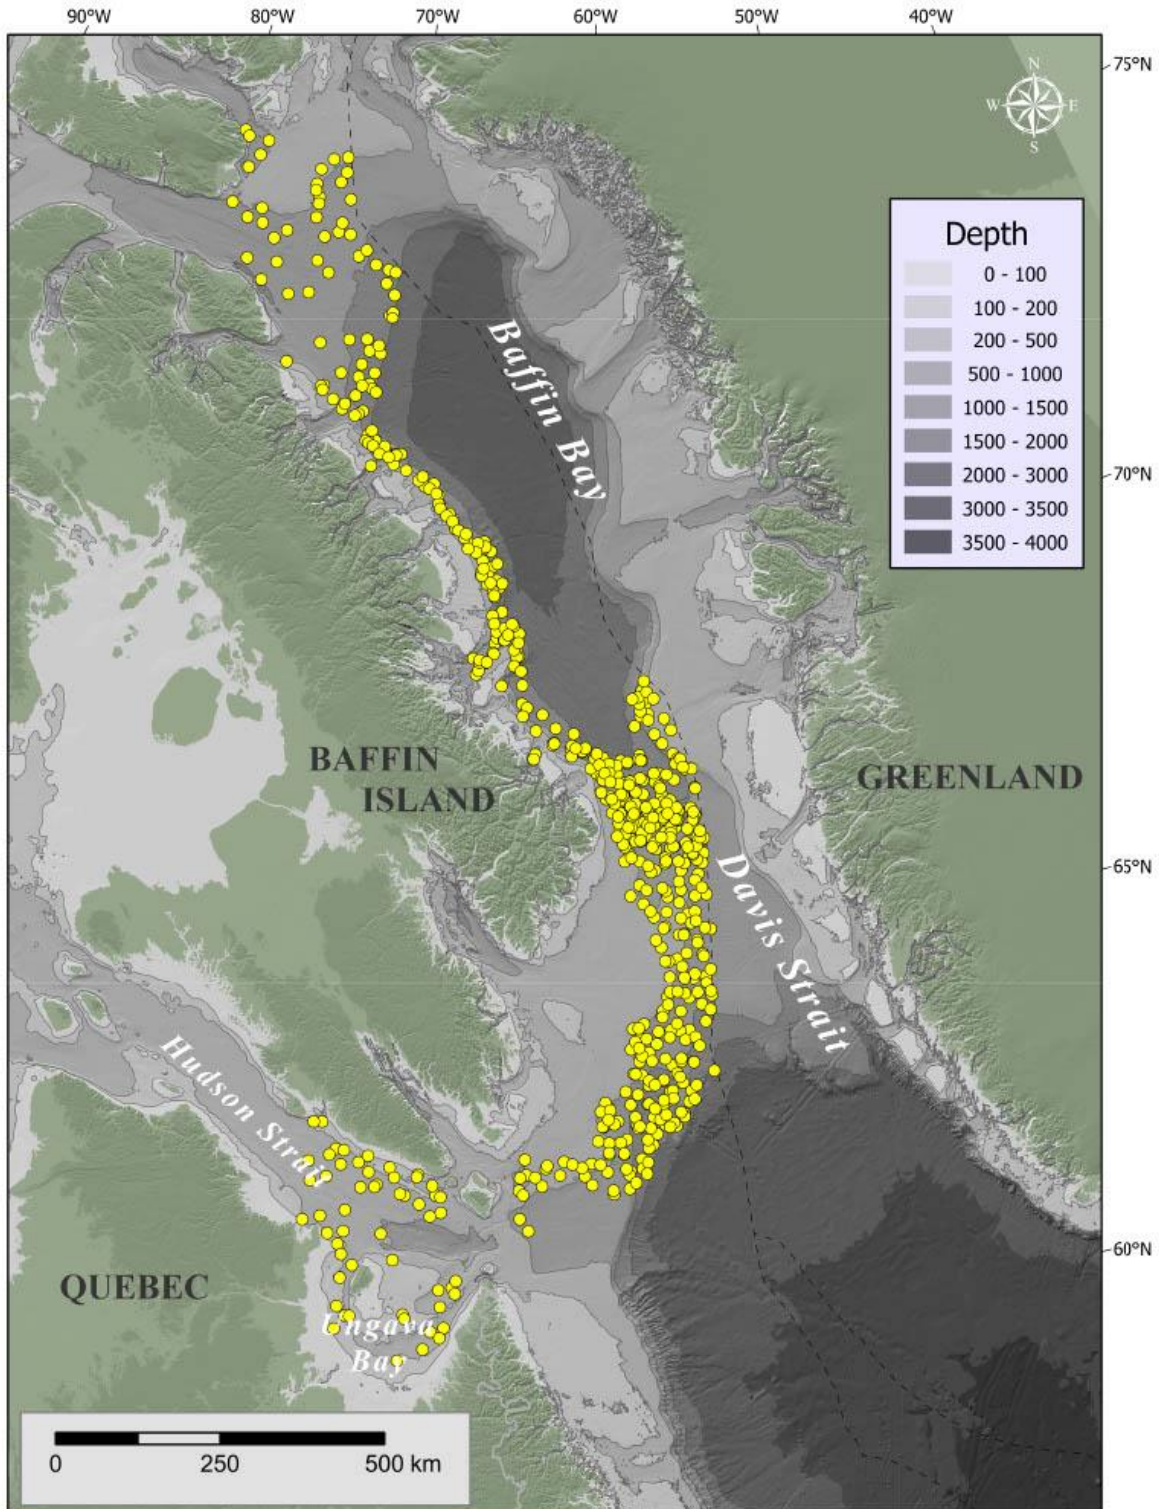 90°W 80°W 70°W 60°W 50°W 40°W
75°N
N
W E
S
Depth
0 - 100
100 - 200
200 - 500
500 - 1000
1000 - 1500
1500 - 2000
2000 - 3000
3000 - 3500
3500 - 4000
Baffin Bay
70°N
BAFFIN
ISLAND
GREENLAND
65°N
Davis Strait
Hudson Strait
60°N
QUEBEC
Ungava
Bay
0 250 500 km